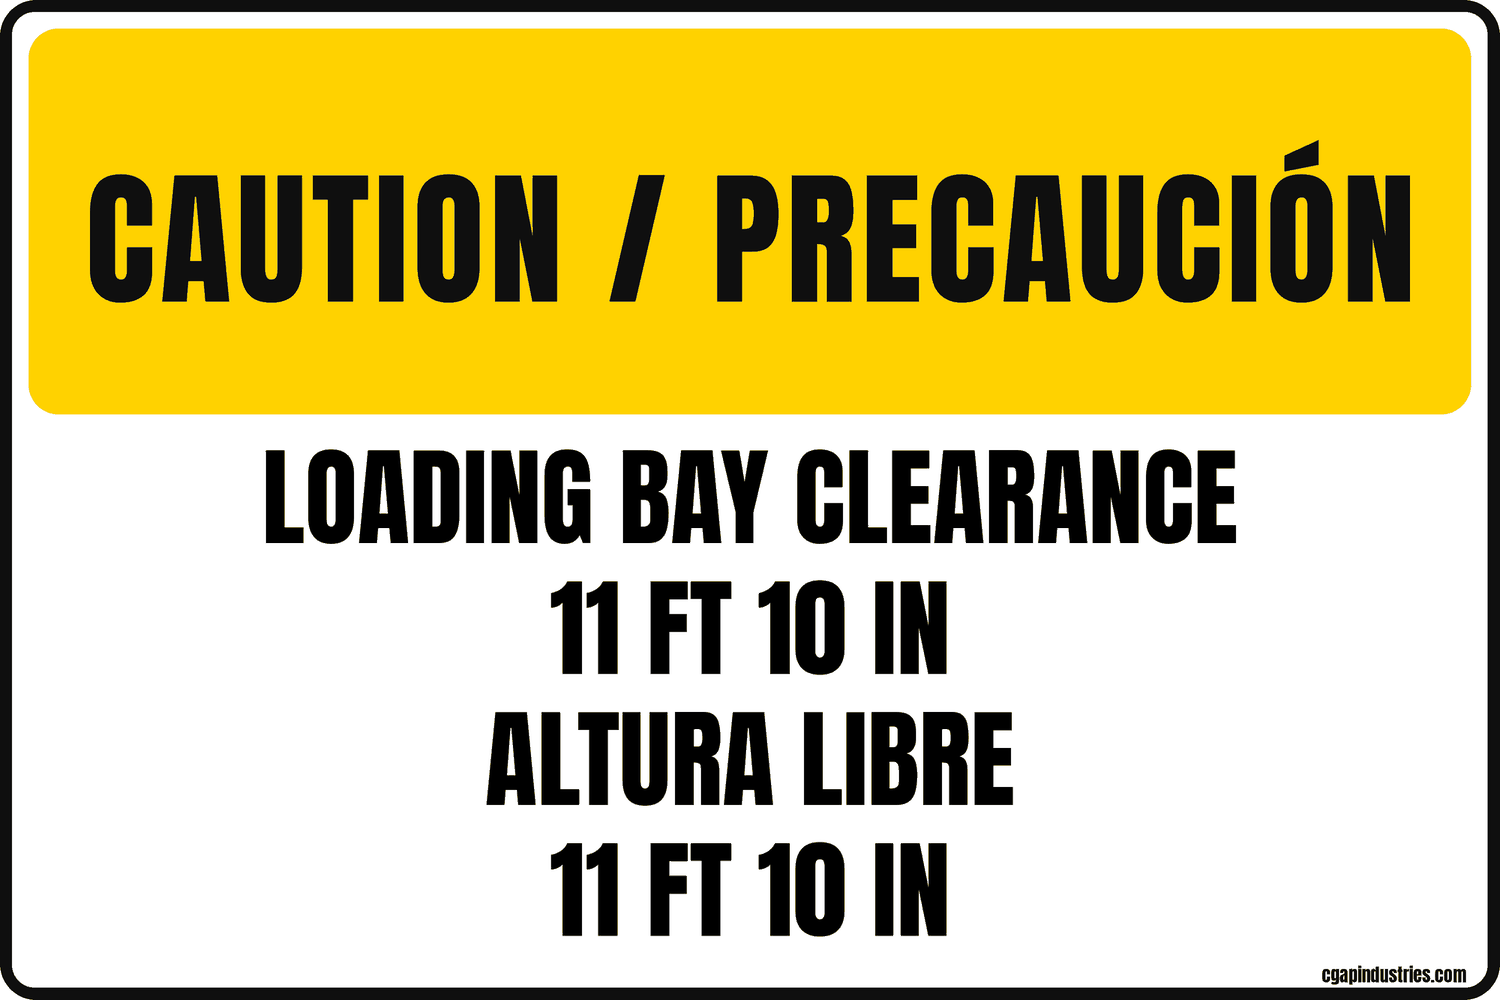 CAUTION / PRECAUCIÓN
LOADING BAY CLEARANCE
11 FT 10 IN
ALTURA LIBRE
11 FT 10 IN
cgapindustries.com